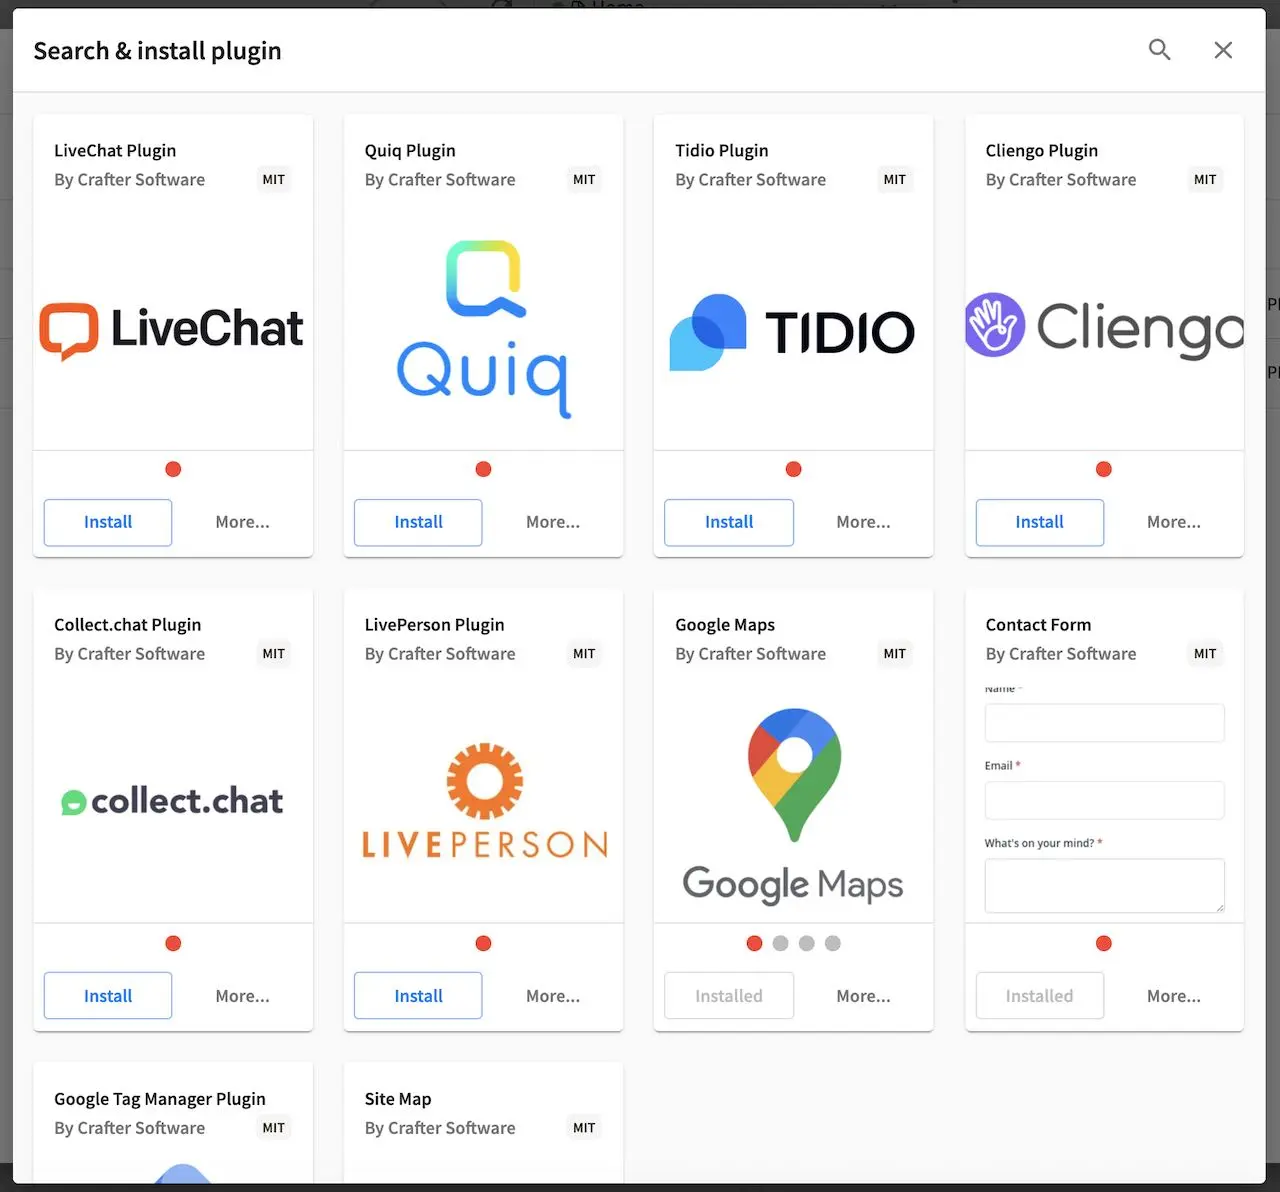 Search & install plugin
LiveChat Plugin
By Crafter Software
MIT
LiveChat
Install
More...
Quiq Plugin
By Crafter Software
MIT
Quiq
Install
More...
Tidio Plugin
By Crafter Software
MIT
TIDIO
Install
More...
Cliengo Plugin
By Crafter Software
MIT
Cliengo
Install
More...
Collect.chat Plugin
By Crafter Software
MIT
collect.chat
Install
More...
LivePerson Plugin
By Crafter Software
MIT
LIVEPERSON
Install
More...
Google Maps
By Crafter Software
MIT
Google Maps
Installed
More...
Contact Form
By Crafter Software
MIT
Name *
Email *
What's on your mind? *
Installed
More...
Google Tag Manager Plugin
By Crafter Software
MIT
Site Map
By Crafter Software
MIT